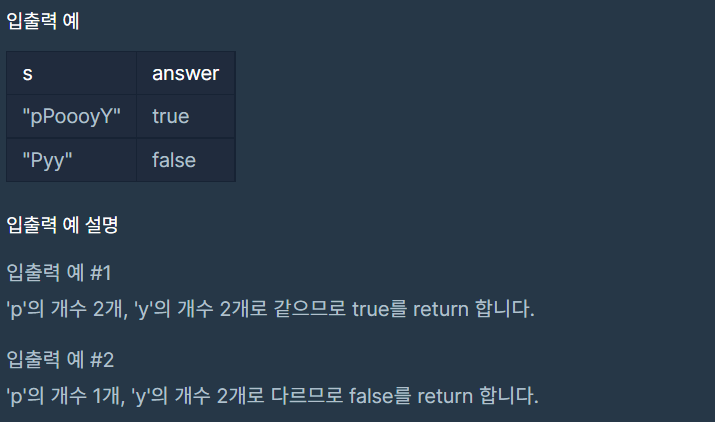 입출력 예
s answer
"pPoooyY" true
"Pyy" false
입출력 예 설명
입출력 예 #1
'p'의 개수 2개, 'y'의 개수 2개로 같으므로 true를 return 합니다.
입출력 예 #2
'p'의 개수 1개, 'y'의 개수 2개로 다르므로 false를 return 합니다.